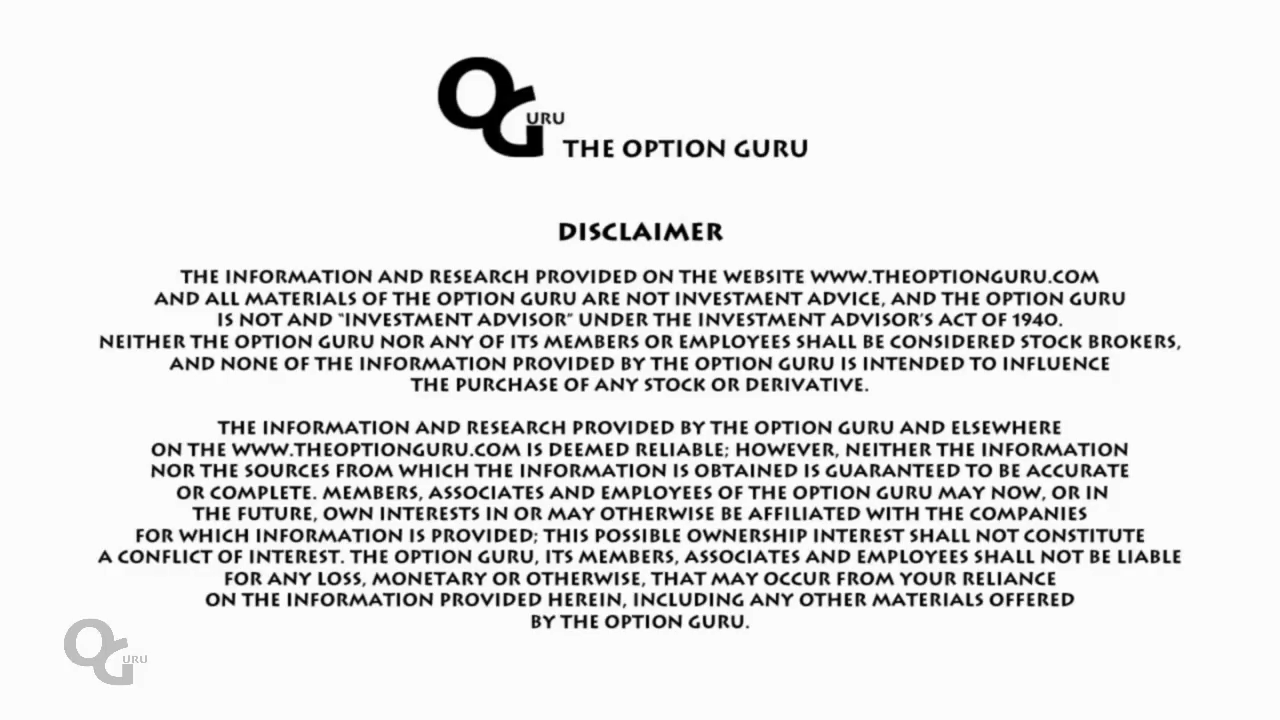 OGURU
THE OPTION GURU
DISCLAIMER
THE INFORMATION AND RESEARCH PROVIDED ON THE WEBSITE WWW.THEOPTIONGURU.COM
AND ALL MATERIALS OF THE OPTION GURU ARE NOT INVESTMENT ADVICE, AND THE OPTION GURU
IS NOT AND “INVESTMENT ADVISOR” UNDER THE INVESTMENT ADVISOR'S ACT OF 1940.
NEITHER THE OPTION GURU NOR ANY OF ITS MEMBERS OR EMPLOYEES SHALL BE CONSIDERED STOCK BROKERS,
AND NONE OF THE INFORMATION PROVIDED BY THE OPTION GURU IS INTENDED TO INFLUENCE
THE PURCHASE OF ANY STOCK OR DERIVATIVE.
THE INFORMATION AND RESEARCH PROVIDED BY THE OPTION GURU AND ELSEWHERE
ON THE WWW.THEOPTIONGURU.COM IS DEEMED RELIABLE; HOWEVER, NEITHER THE INFORMATION
NOR THE SOURCES FROM WHICH THE INFORMATION IS OBTAINED IS GUARANTEED TO BE ACCURATE
OR COMPLETE. MEMBERS, ASSOCIATES AND EMPLOYEES OF THE OPTION GURU MAY NOW, OR IN
THE FUTURE, OWN INTERESTS IN OR MAY OTHERWISE BE AFFILIATED WITH THE COMPANIES
FOR WHICH INFORMATION IS PROVIDED; THIS POSSIBLE OWNERSHIP INTEREST SHALL NOT CONSTITUTE
A CONFLICT OF INTEREST. THE OPTION GURU, ITS MEMBERS, ASSOCIATES AND EMPLOYEES SHALL NOT BE LIABLE
FOR ANY LOSS, MONETARY OR OTHERWISE, THAT MAY OCCUR FROM YOUR RELIANCE
ON THE INFORMATION PROVIDED HEREIN, INCLUDING ANY OTHER MATERIALS OFFERED
BY THE OPTION GURU.
OGURU